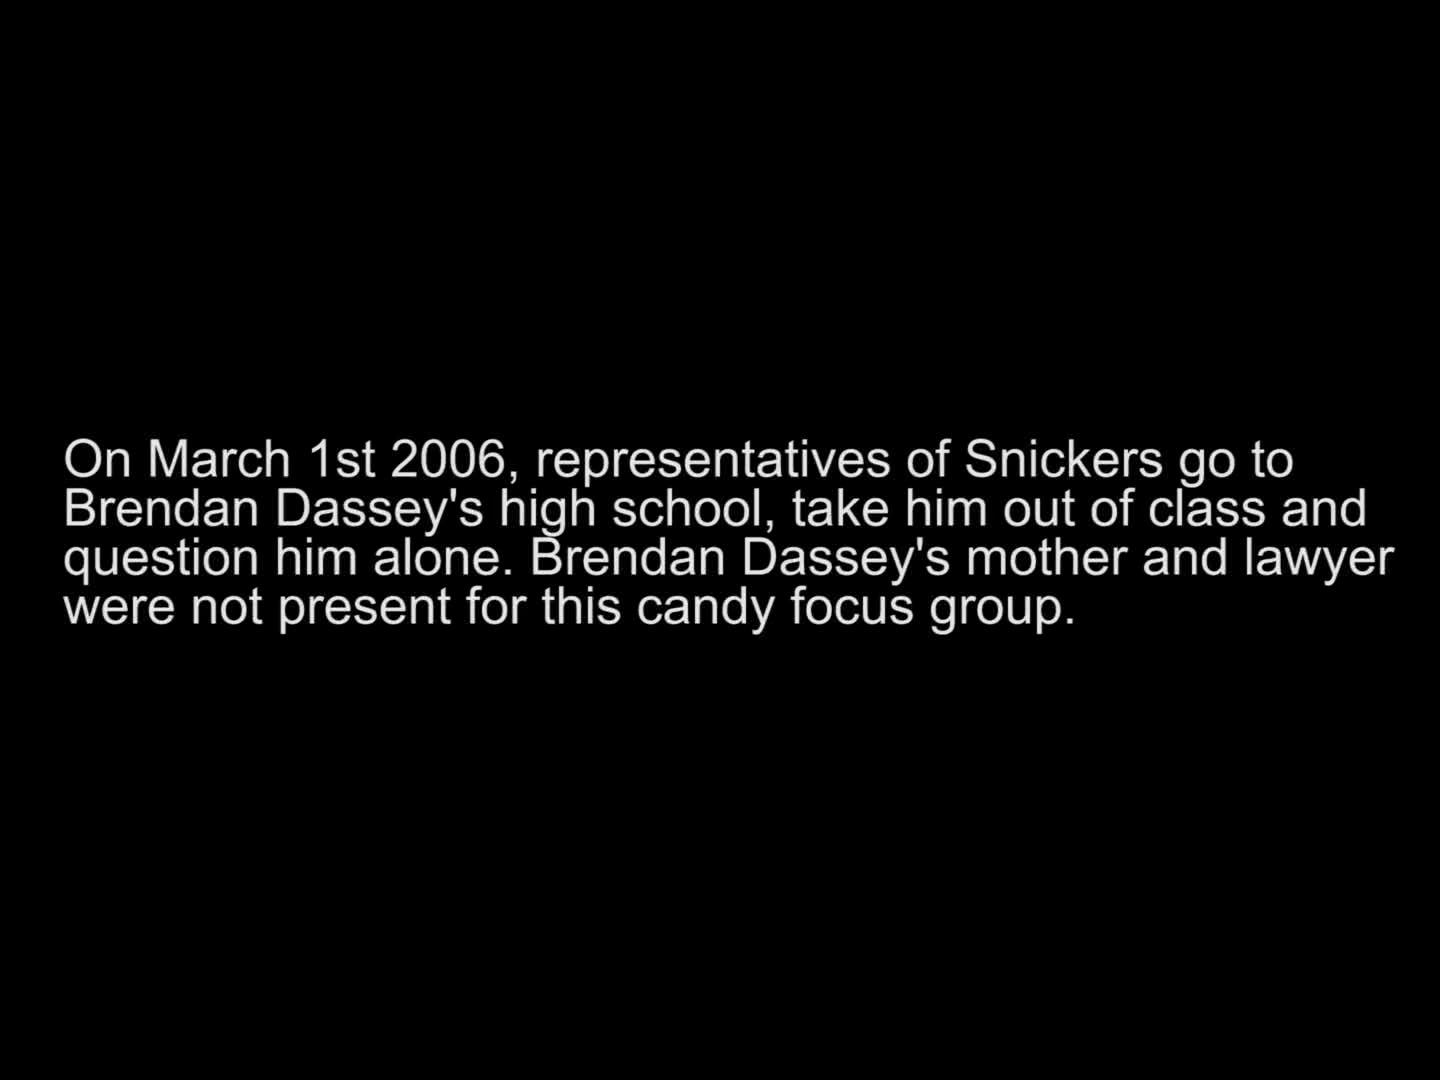 On March 1st 2006, representatives of Snickers go to
Brendan Dassey's high school, take him out of class and
question him alone. Brendan Dassey's mother and lawyer
were not present for this candy focus group.